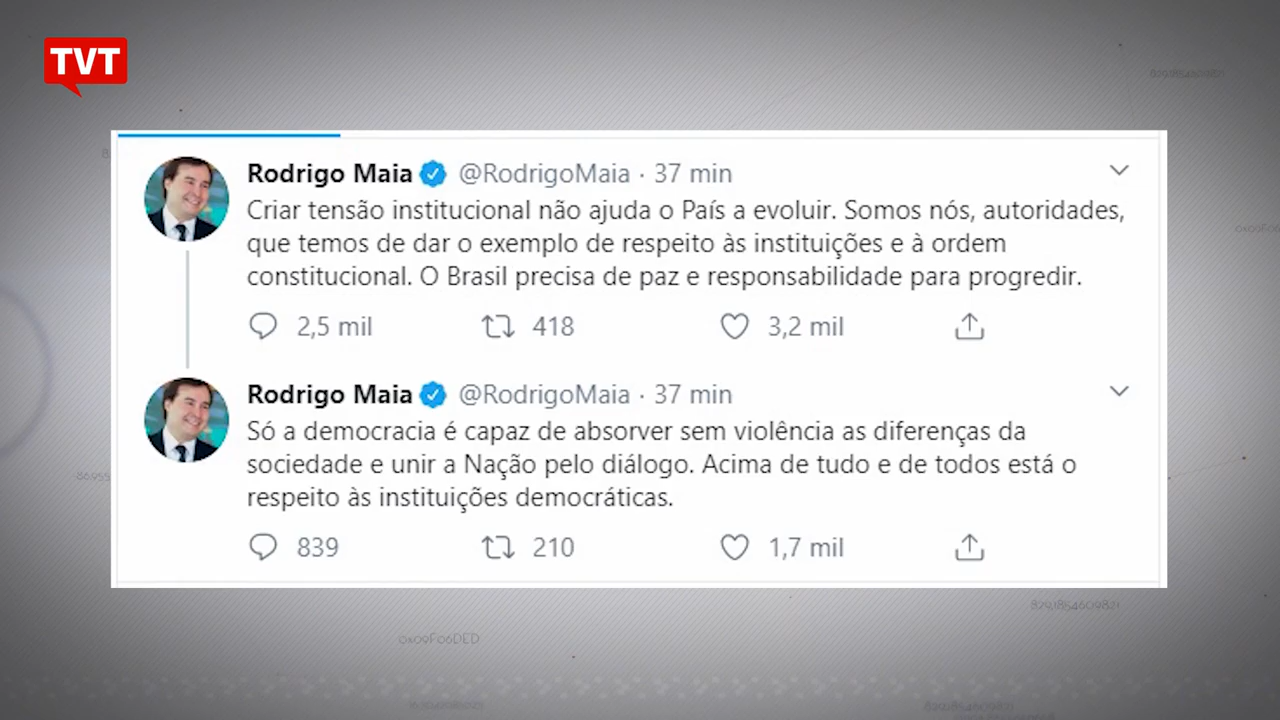 TVT
Rodrigo Maia @RodrigoMaia · 37 min
Criar tensão institucional não ajuda o País a evoluir. Somos nós, autoridades,
que temos de dar o exemplo de respeito às instituições e à ordem
constitucional. O Brasil precisa de paz e responsabilidade para progredir.
2,5 mil 418 3,2 mil
Rodrigo Maia @RodrigoMaia · 37 min
Só a democracia é capaz de absorver sem violência as diferenças da
sociedade e unir a Nação pelo diálogo. Acima de tudo e de todos está o
respeito às instituições democráticas.
839 210 1,7 mil
829.1854609821
0x09F06DED